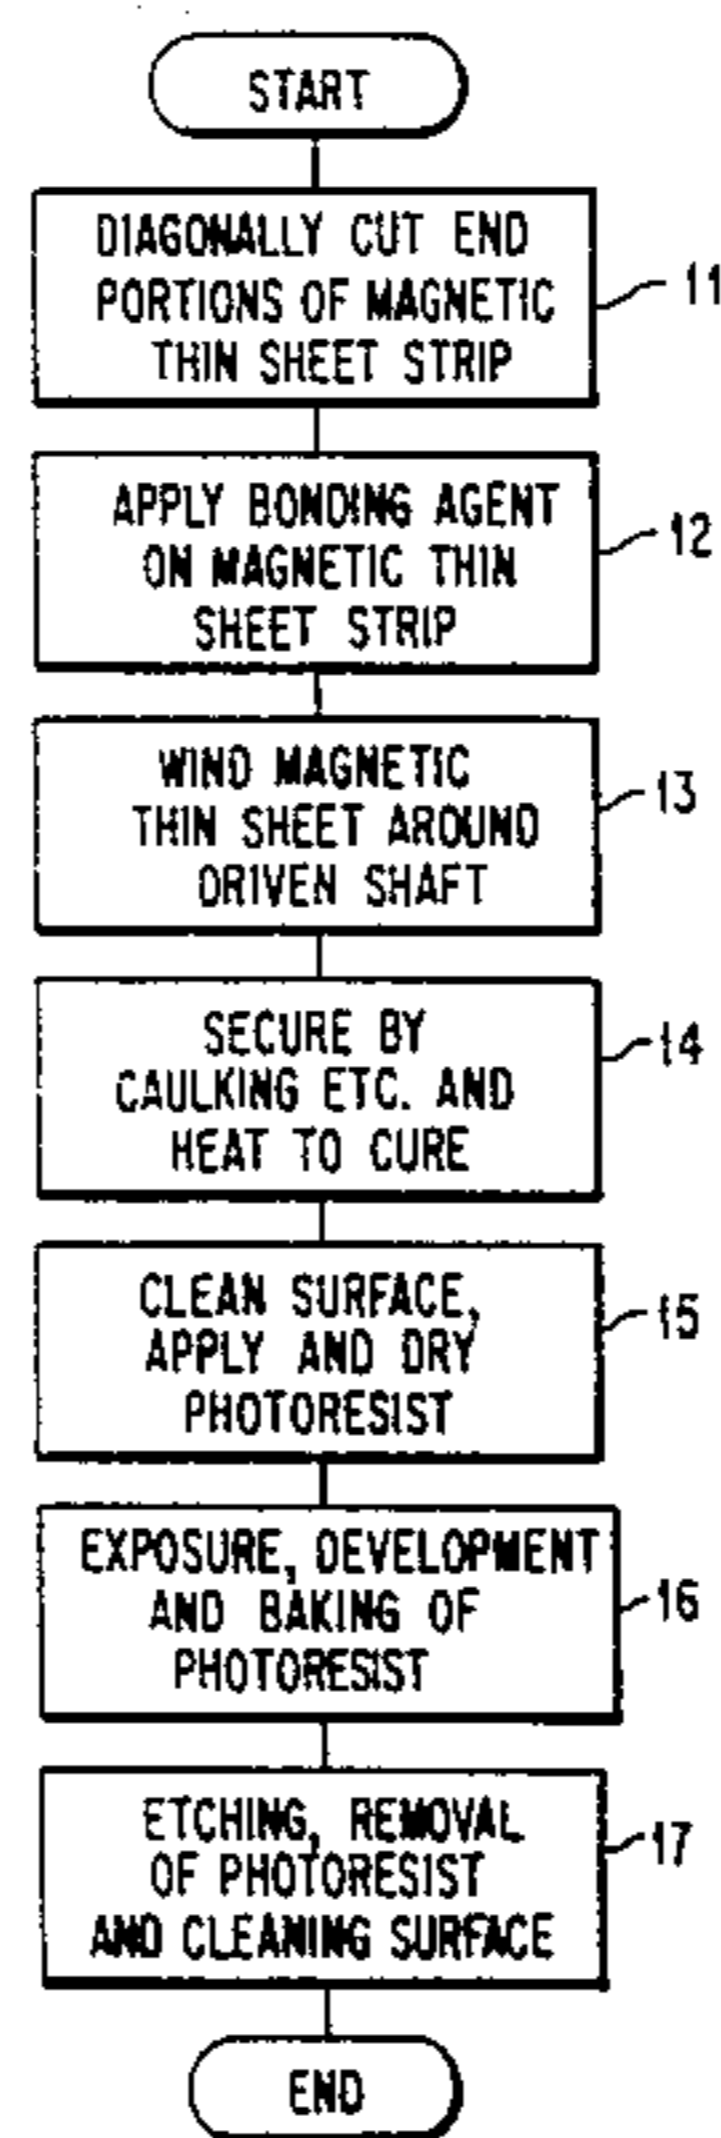 START
DIAGONALLY CUT END
PORTIONS OF MAGNETIC
THIN SHEET STRIP
11
APPLY BONDING AGENT
ON MAGNETIC THIN
SHEET STRIP
12
WIND MAGNETIC
THIN SHEET AROUND
DRIVEN SHAFT
13
SECURE BY
CAULKING ETC. AND
HEAT TO CURE
14
CLEAN SURFACE,
APPLY AND DRY
PHOTORESIST
15
EXPOSURE, DEVELOPMENT
AND BAKING OF
PHOTORESIST
16
ETCHING, REMOVAL
OF PHOTORESIST
AND CLEANING SURFACE
17
END